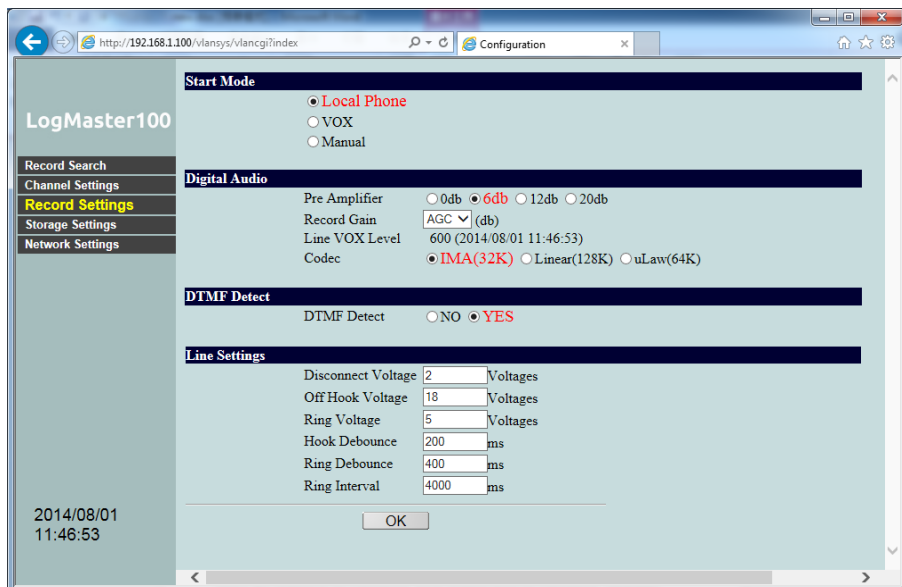 http://192.168.1.100/vlansys/vlancgi?index
Configuration
LogMaster100
Record Search
Channel Settings
Record Settings
Storage Settings
Network Settings
2014/08/01
11:46:53
Start Mode
Local Phone
VOX
Manual
Digital Audio
Pre Amplifier 0db 6db 12db 20db
Record Gain AGC (db)
Line VOX Level 600 (2014/08/01 11:46:53)
Codec IMA(32K) Linear(128K) uLaw(64K)
DTMF Detect
DTMF Detect NO YES
Line Settings
Disconnect Voltage 2 Voltages
Off Hook Voltage 18 Voltages
Ring Voltage 5 Voltages
Hook Debounce 200 ms
Ring Debounce 400 ms
Ring Interval 4000 ms
OK